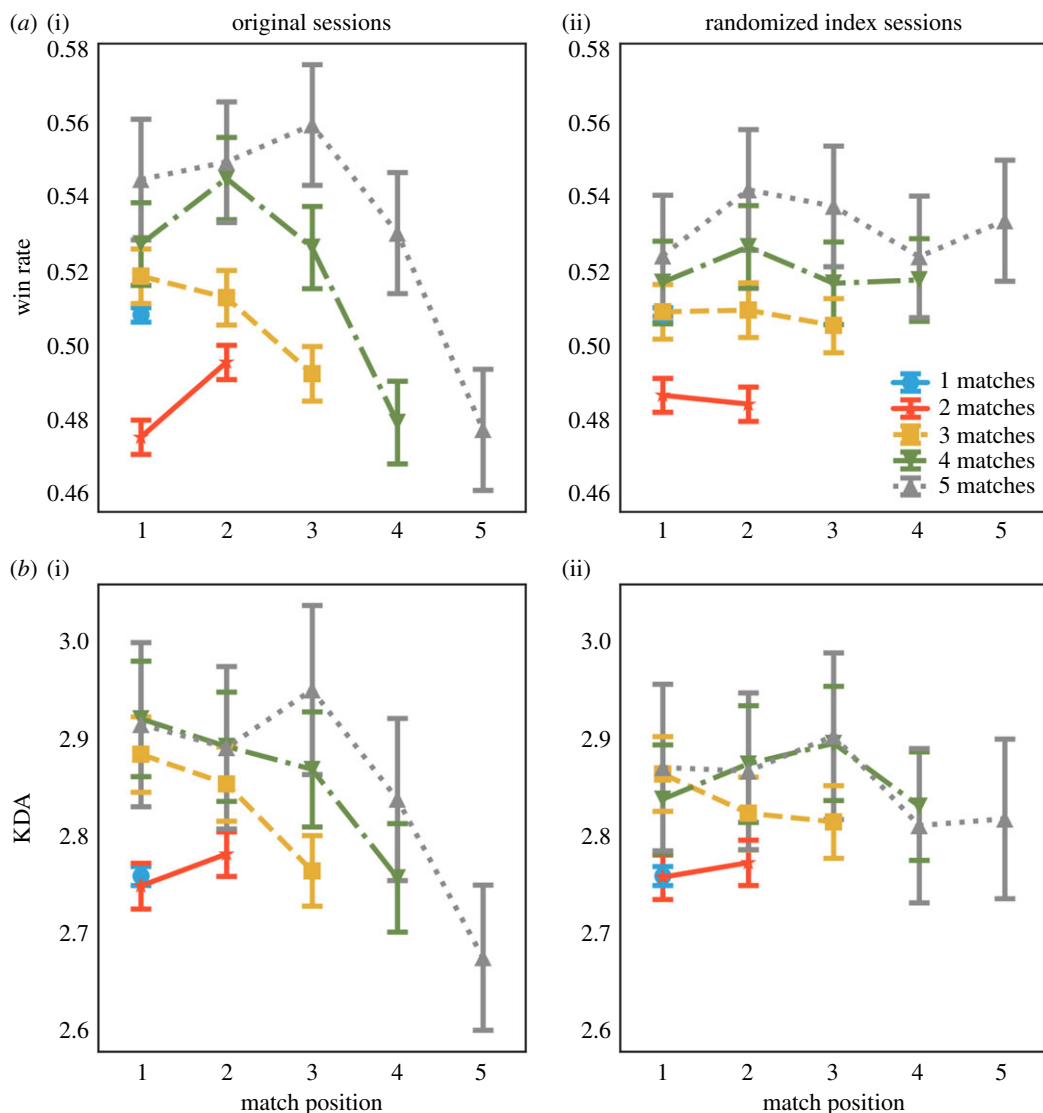 (a) (i) original sessions (ii) randomized index sessions
0.58
0.56
0.54
0.52
0.50
0.48
0.46
win rate
1 2 3 4 5
0.58
0.56
0.54
0.52
0.50
0.48
0.46
1 matches
2 matches
3 matches
4 matches
5 matches
1 2 3 4 5
(b) (i) (ii)
3.0
2.9
2.8
2.7
2.6
KDA
1 2 3 4 5
match position
3.0
2.9
2.8
2.7
2.6
1 2 3 4 5
match position